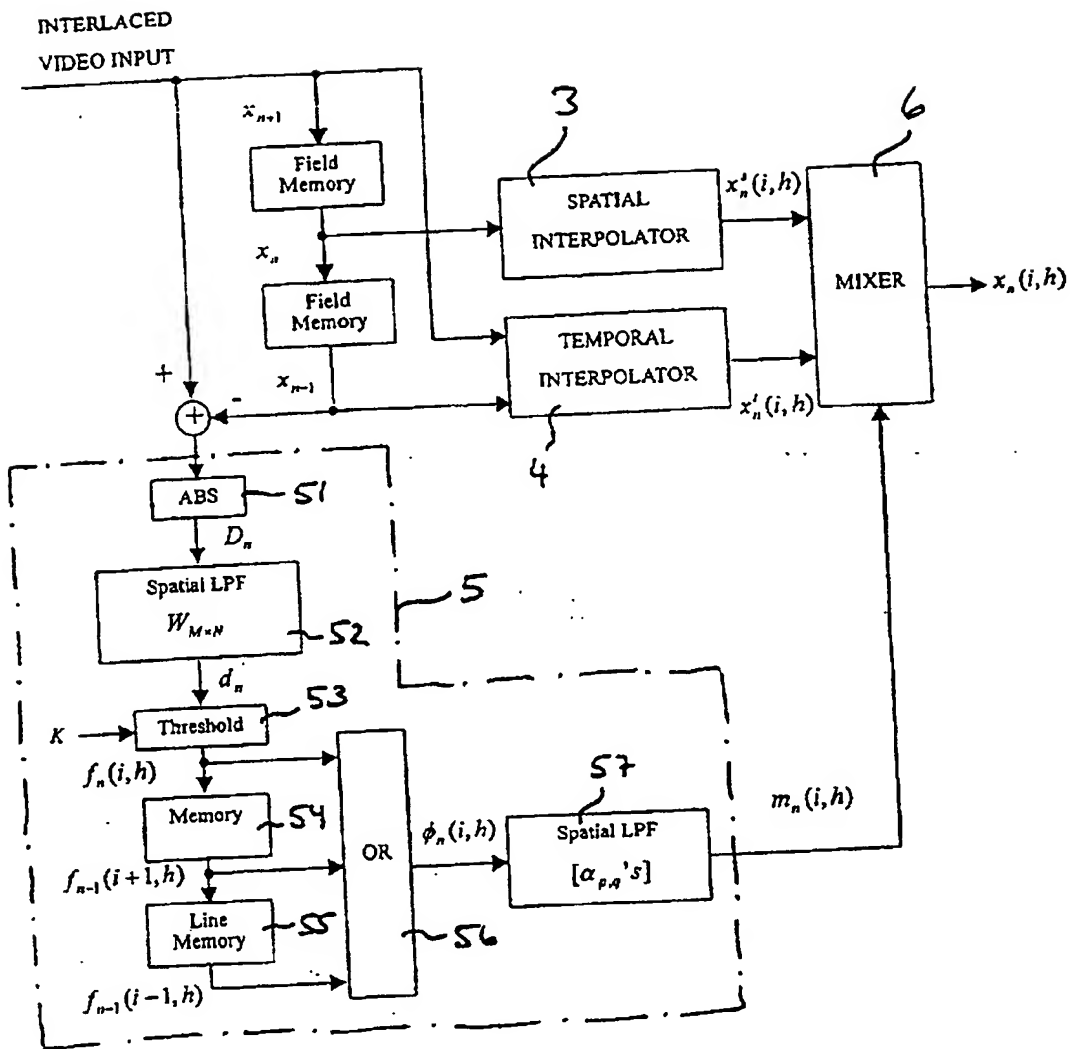 INTERLACED
VIDEO INPUT
x_{n+1}
Field
Memory
x_n
Field
Memory
x_{n-1}
+
-
+
3
SPATIAL
INTERPOLATOR
x_n^s(i,h)
4
TEMPORAL
INTERPOLATOR
x_n^t(i,h)
6
MIXER
x_n(i,h)
ABS
51
D_n
Spatial LPF
W_{M×N}
52
5
d_n
K
Threshold
53
f_n(i,h)
Memory
54
f_{n-1}(i+1,h)
Line
Memory
55
f_{n-1}(i-1,h)
OR
56
ϕ_n(i,h)
57
Spatial LPF
[α_{p,q}'s]
m_n(i,h)